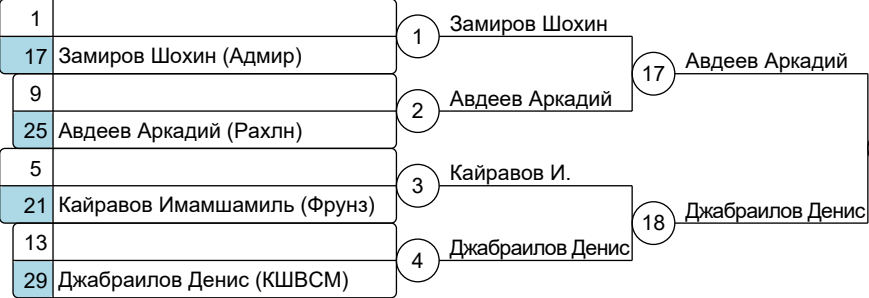 1
17 Замиров Шохин (Адмир)
9
25 Авдеев Аркадий (Рахлн)
5
21 Кайравов Имамшамиль (Фрунз)
13
29 Джабраилов Денис (КШВСМ)
1
Замиров Шохин
2
Авдеев Аркадий
3
Кайравов И.
4
Джабраилов Денис
17
Авдеев Аркадий
18
Джабраилов Денис